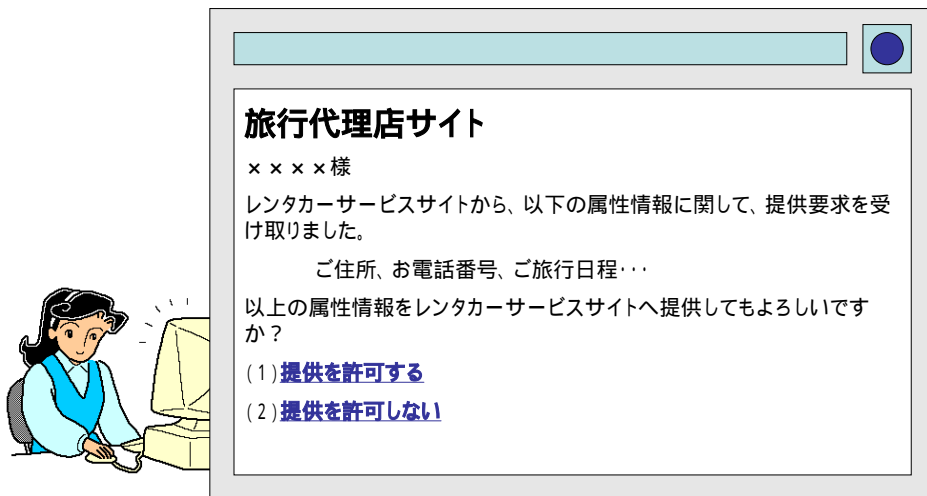 旅行代理店サイト
××××様
レンタカーサービスサイトから、以下の属性情報に関して、提供要求を受
け取りました。
ご住所、お電話番号、ご旅行日程･･･
以上の属性情報をレンタカーサービスサイトへ提供してもよろしいです
か？
(1)提供を許可する
(2)提供を許可しない